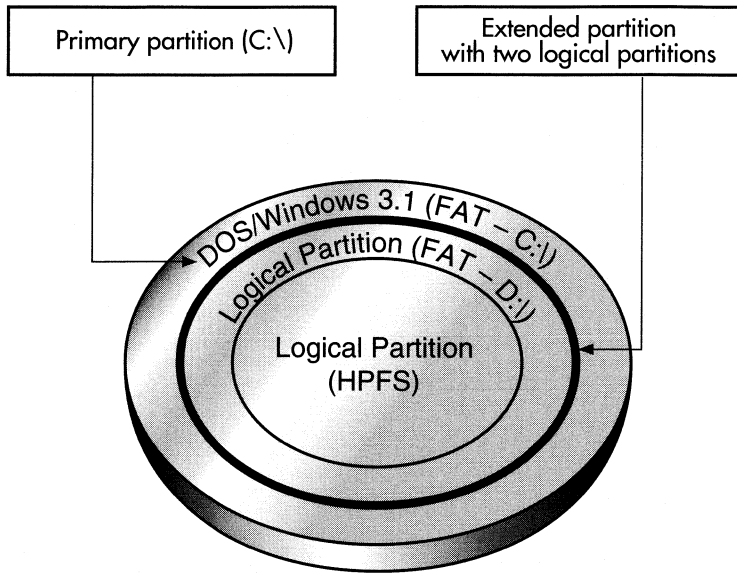 Primary partition (C:\)
Extended partition
with two logical partitions
DOS/Windows 3.1 (FAT – C:\)
Logical Partition (FAT – D:\)
Logical Partition
(HPFS)